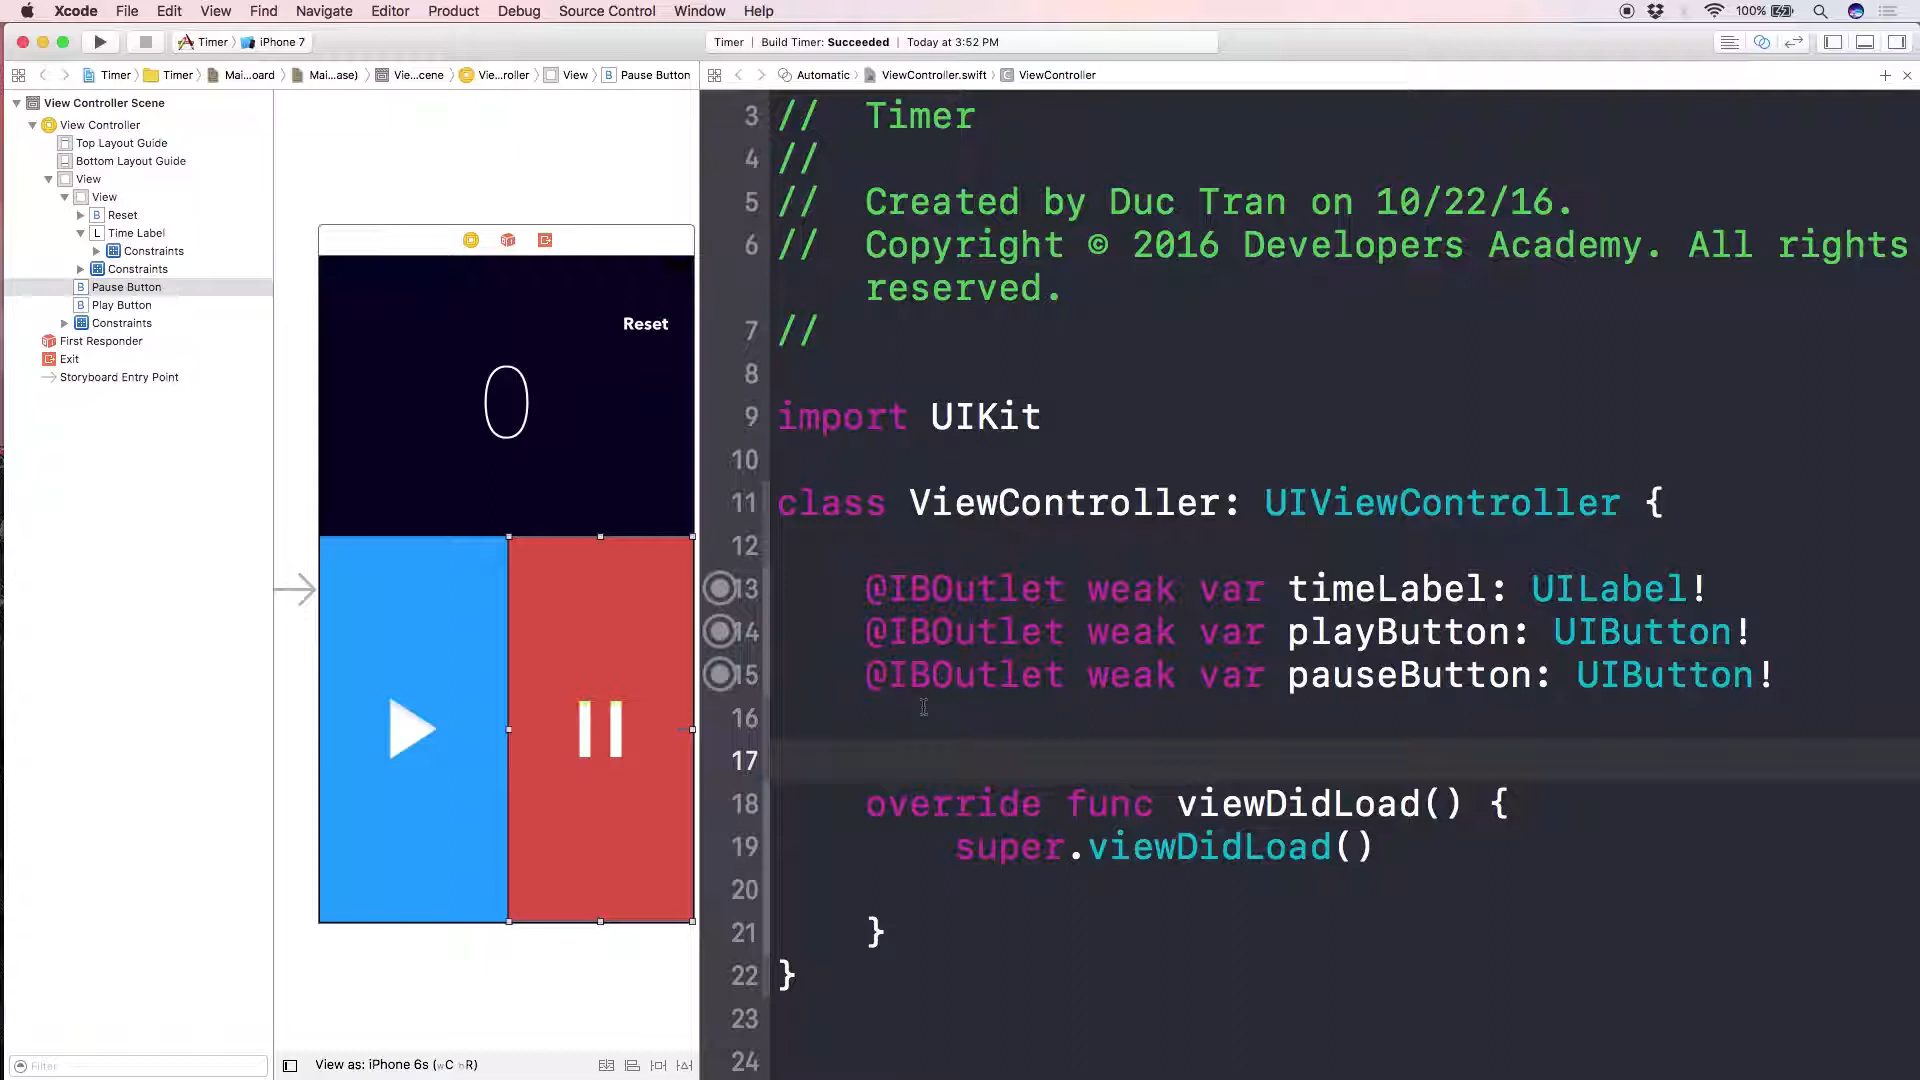 Xcode File Edit View Find Navigate Editor Product Debug Source Control Window Help
100%
Timer iPhone 7
Timer | Build Timer: Succeeded | Today at 3:52 PM
Timer Timer Mai...oard Mai...ase) Vie...cene Vie...roller View B Pause Button
Automatic ViewController.swift ViewController
View Controller Scene
View Controller
Top Layout Guide
Bottom Layout Guide
View
View
B Reset
L Time Label
Constraints
Constraints
B Pause Button
B Play Button
Constraints
First Responder
Exit
Storyboard Entry Point
Filter
Reset
0
View as: iPhone 6s (wC hR)
3 // Timer
4 //
5 // Created by Duc Tran on 10/22/16.
6 // Copyright © 2016 Developers Academy. All rights
reserved.
7 //
8
9 import UIKit
10
11 class ViewController: UIViewController {
12
13 @IBOutlet weak var timeLabel: UILabel!
14 @IBOutlet weak var playButton: UIButton!
15 @IBOutlet weak var pauseButton: UIButton!
16
17
18 override func viewDidLoad() {
19 super.viewDidLoad()
20
21 }
22 }
23
24